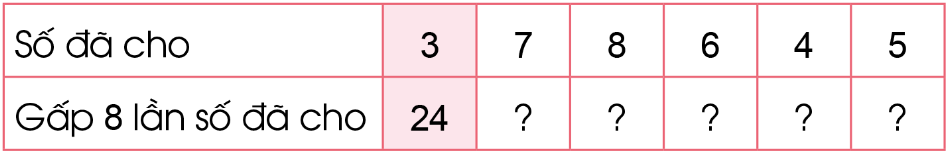 Số đã cho 3 7 8 6 4 5
Gấp 8 lần số đã cho 24 ? ? ? ? ?